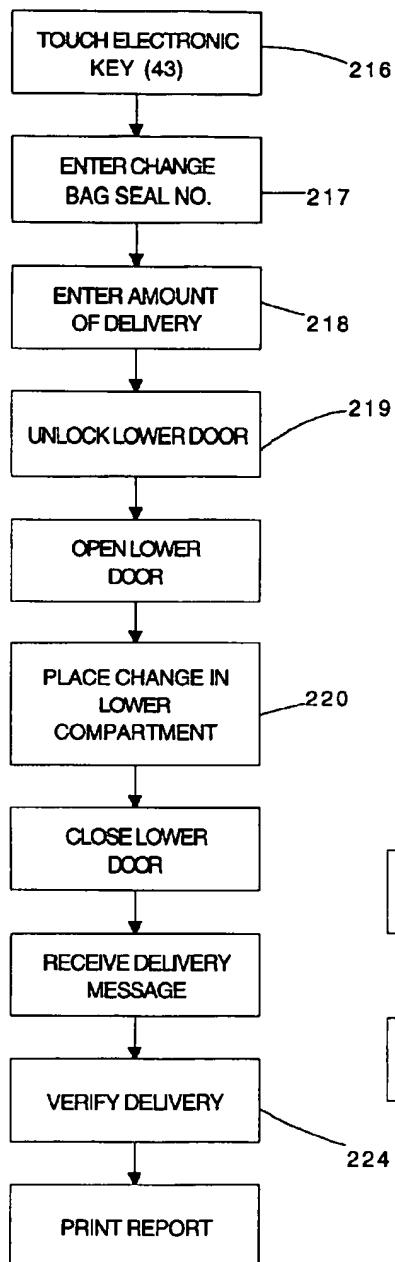 TOUCH ELECTRONIC
KEY (43)
216
ENTER CHANGE
BAG SEAL NO.
217
ENTER AMOUNT
OF DELIVERY
218
219
UNLOCK LOWER DOOR
OPEN LOWER
DOOR
PLACE CHANGE IN
LOWER
COMPARTMENT
220
CLOSE LOWER
DOOR
RECEIVE DELIVERY
MESSAGE
VERIFY DELIVERY
224
PRINT REPORT